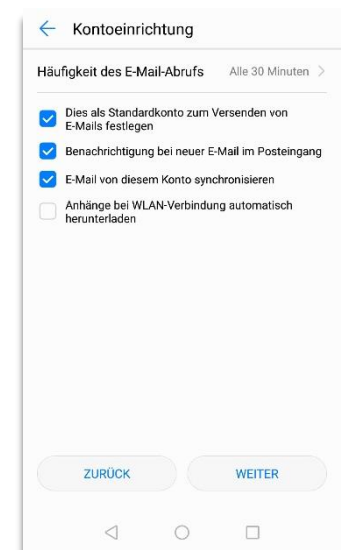 Kontoeinrichtung
Häufigkeit des E-Mail-Abrufs Alle 30 Minuten
Dies als Standardkonto zum Versenden von
E-Mails festlegen
Benachrichtigung bei neuer E-Mail im Posteingang
E-Mail von diesem Konto synchronisieren
Anhänge bei WLAN-Verbindung automatisch
herunterladen
ZURÜCK WEITER